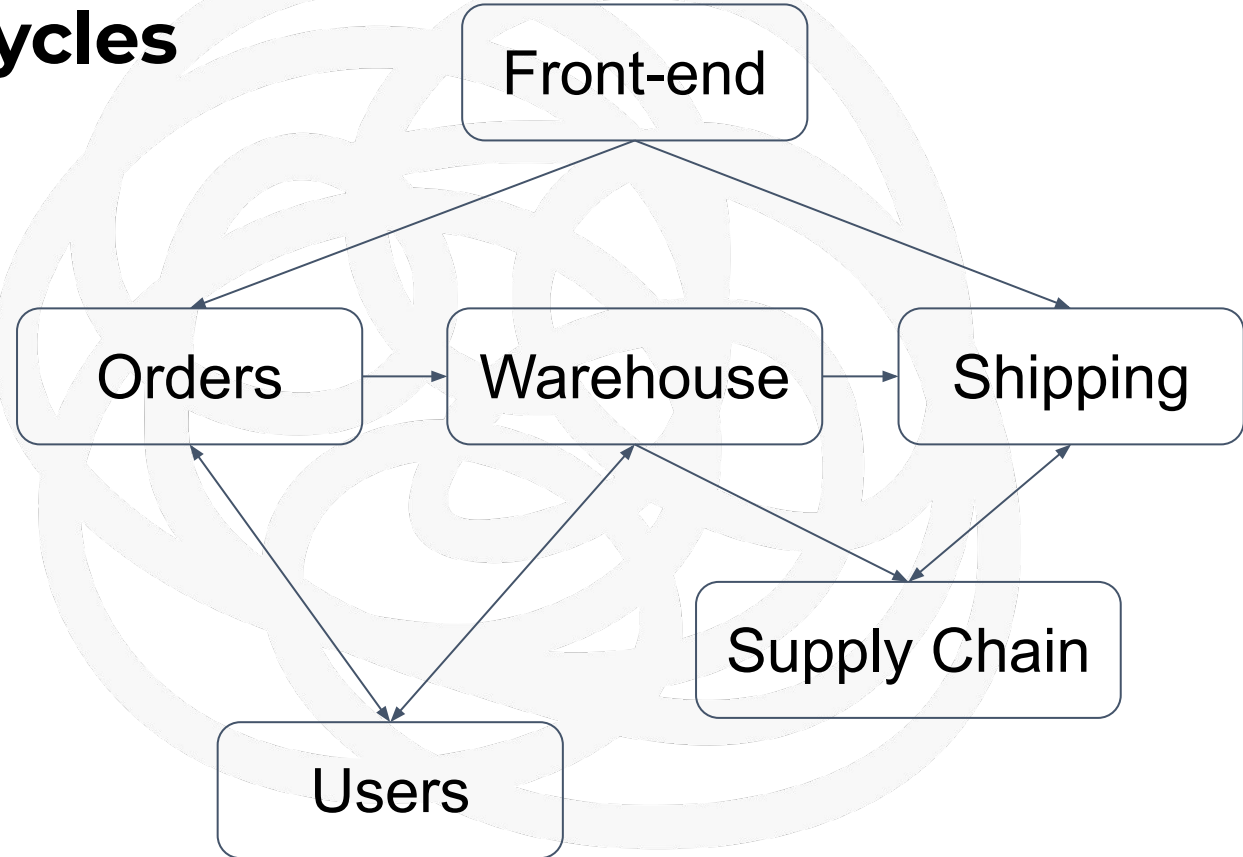 ycles
Front-end
Orders
Warehouse
Shipping
Supply Chain
Users